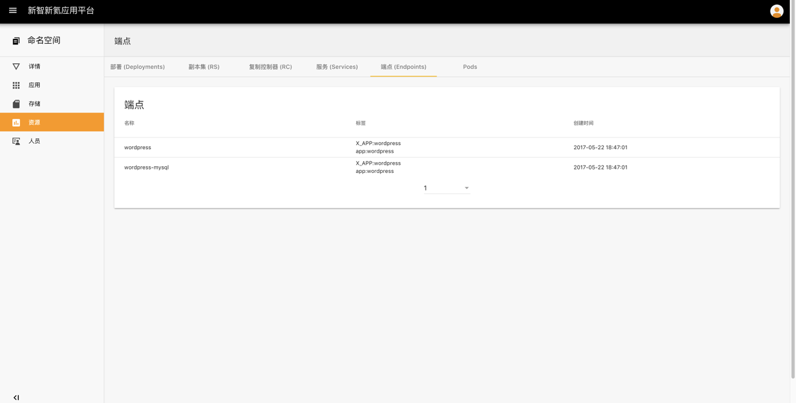 新智新氦应用平台
命名空间
端点
详情
应用
存储
资源
人员
部署 (Deployments)
副本集 (RS)
复制控制器 (RC)
服务 (Services)
端点 (Endpoints)
Pods
端点
名称
标签
创建时间
wordpress
X_APP:wordpress
app:wordpress
2017-05-22 18:47:01
wordpress-mysql
X_APP:wordpress
app:wordpress
2017-05-22 18:47:01
1